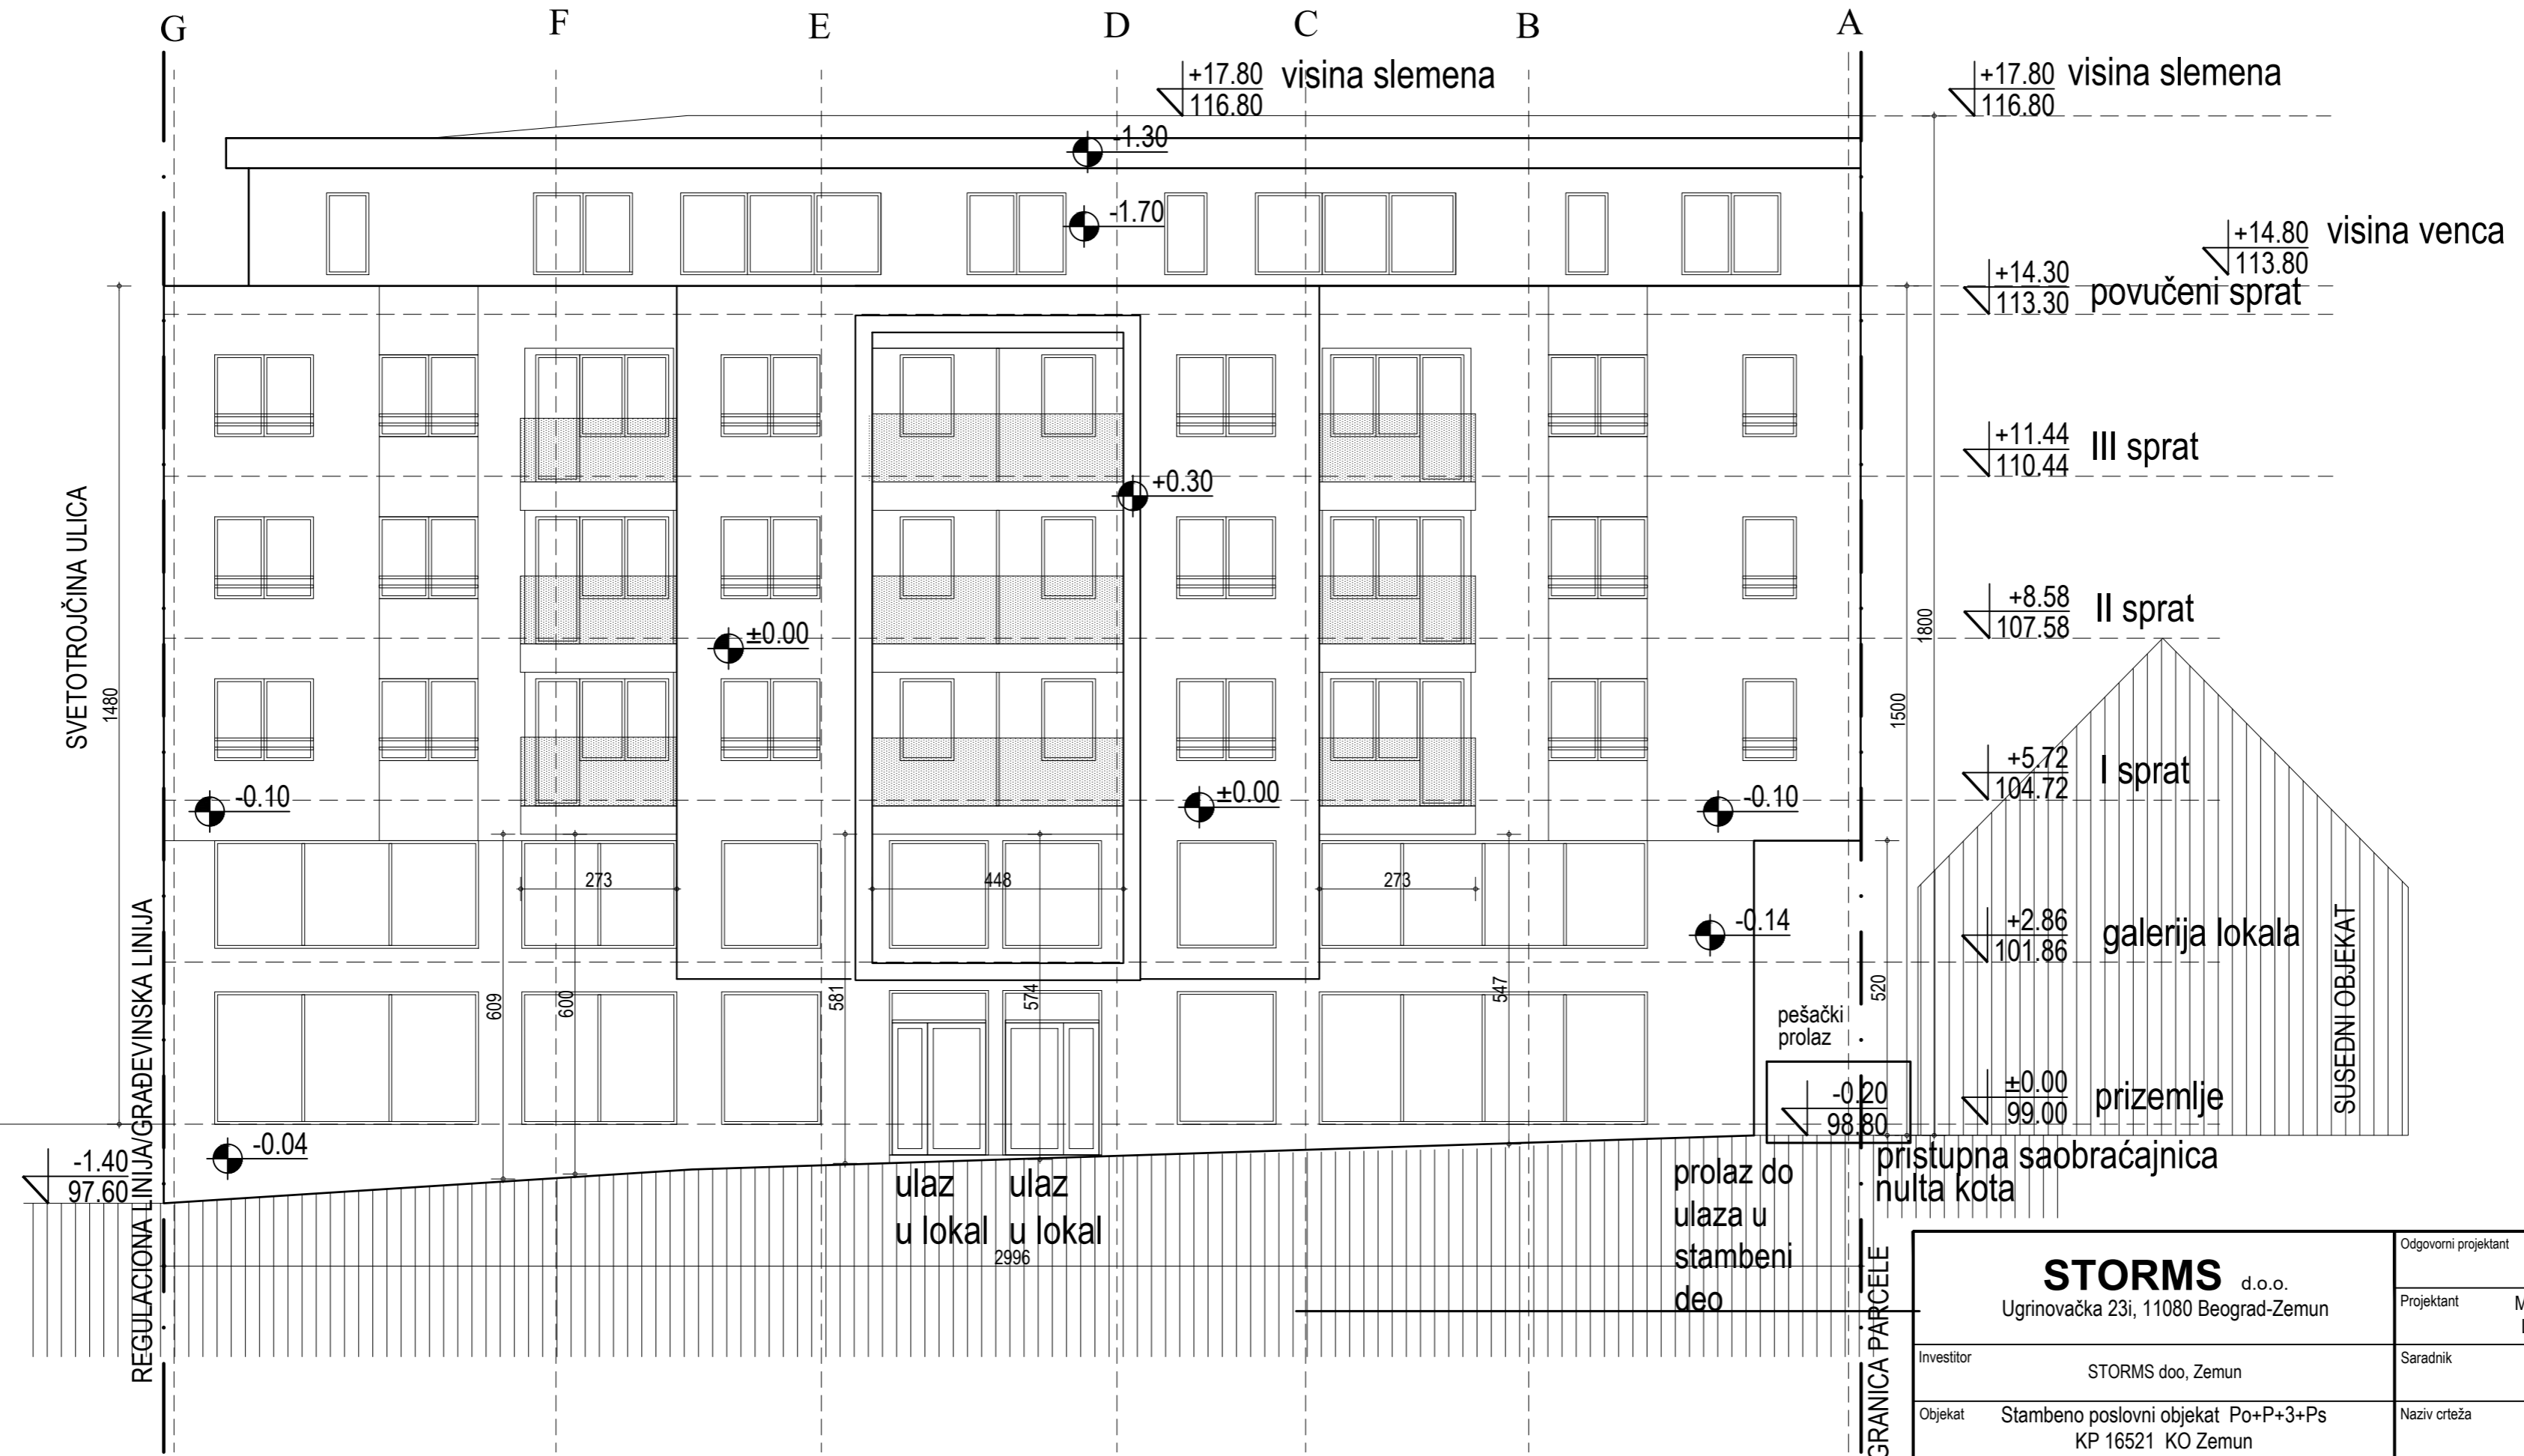 G
F
E
D
C
B
A
+17.80
116.80
visina slemena
+17.80
116.80
visina slemena
-1.30
-1.70
+14.80
113.80
visina venca
+14.30
113.30
povučeni sprat
+11.44
110.44
III sprat
+0.30
SVETOTROJČINA ULICA
1480
±0.00
+8.58
107.58
II sprat
1800
1500
+5.72
104.72
I sprat
-0.10
±0.00
-0.10
273
448
273
-0.14
+2.86
101.86
galerija lokala
609
600
581
574
547
520
SUSEDNI OBJEKAT
REGULACIONA LINIJA/GRAĐEVINSKA LINIJA
pešački
prolaz
-0.20
98.80
±0.00
99.00
prizemlje
-0.04
-1.40
97.60
ulaz
u lokal
ulaz
u lokal
2996
prolaz do
ulaza u
stambeni
deo
pristupna saobraćajnica
nulta kota
GRANICA PARCELE
STORMS d.o.o.
Ugrinovačka 23i, 11080 Beograd-Zemun
Odgovorni projektant
Projektant
Investitor
STORMS doo, Zemun
Saradnik
Objekat
Stambeno poslovni objekat Po+P+3+Ps
KP 16521 KO Zemun
Naziv crteža